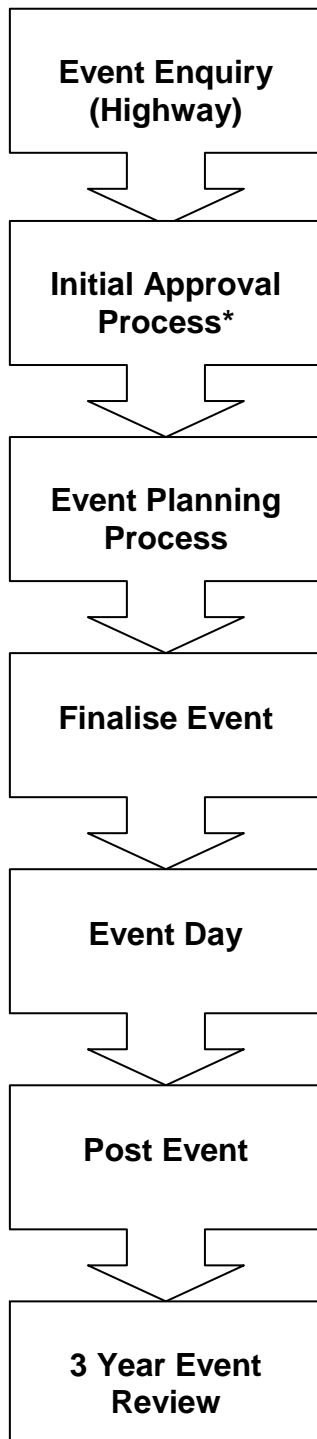 Event Enquiry
(Highway)
Initial Approval
Process*
Event Planning
Process
Finalise Event
Event Day
Post Event
3 Year Event
Review